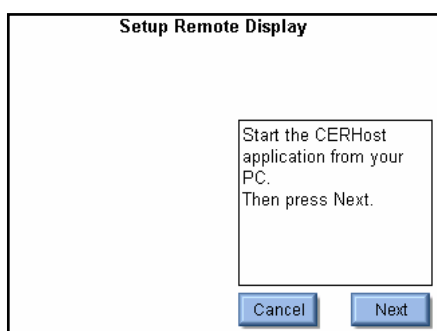 Setup Remote Display
Start the CERHost
application from your
PC.
Then press Next.
Cancel
Next